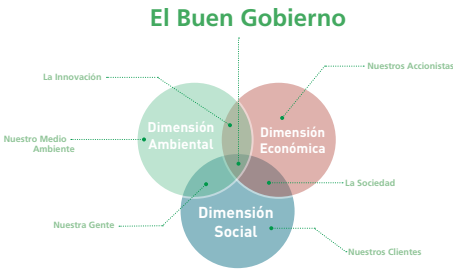 El Buen Gobierno
Nuestros Accionistas
La Innovación
Dimensión
Ambiental
Dimensión
Económica
Nuestro Medio
Ambiente
La Sociedad
Dimensión
Social
Nuestra Gente
Nuestros Clientes